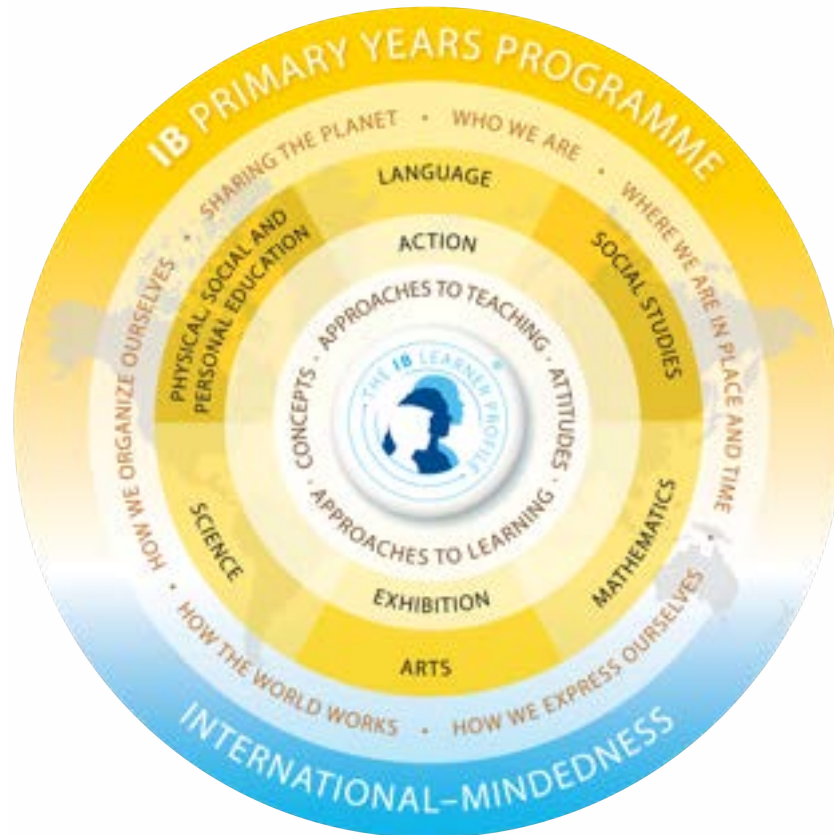 IB PRIMARY YEARS PROGRAMME
SHARING THE PLANET • WHO WE ARE • WHERE WE ARE IN PLACE AND TIME • HOW WE EXPRESS OURSELVES • HOW THE WORLD WORKS • HOW WE ORGANIZE OURSELVES •
LANGUAGE
SOCIAL STUDIES
MATHEMATICS
ARTS
SCIENCE
PHYSICAL, SOCIAL AND
PERSONAL EDUCATION
ACTION
EXHIBITION
APPROACHES TO TEACHING · ATTITUDES · APPROACHES TO LEARNING · CONCEPTS ·
• THE IB LEARNER PROFILE • ®
INTERNATIONAL–MINDEDNESS